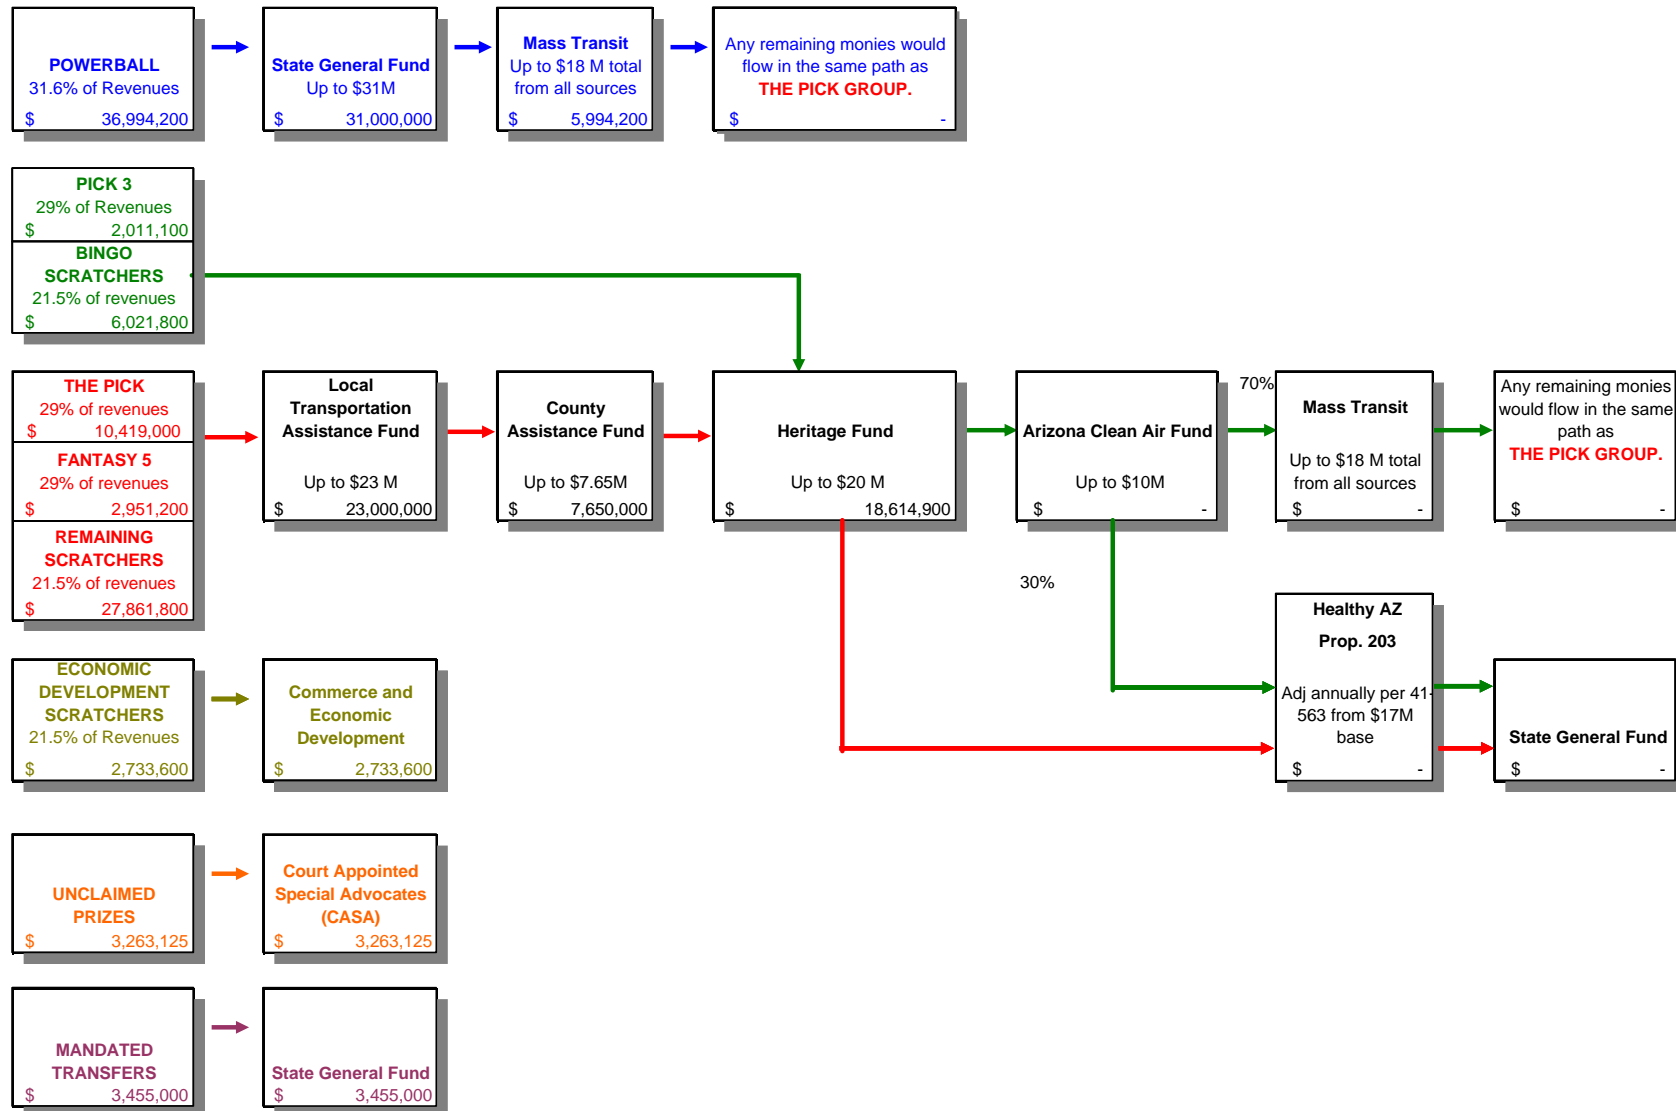 POWERBALL
31.6% of Revenues
$ 36,994,200
State General Fund
Up to $31M
$ 31,000,000
Mass Transit
Up to $18 M total
from all sources
$ 5,994,200
Any remaining monies would
flow in the same path as
THE PICK GROUP.
$ -
PICK 3
29% of Revenues
$ 2,011,100
BINGO
SCRATCHERS
21.5% of revenues
$ 6,021,800
THE PICK
29% of revenues
$ 10,419,000
FANTASY 5
29% of revenues
$ 2,951,200
REMAINING
SCRATCHERS
21.5% of revenues
$ 27,861,800
Local
Transportation
Assistance Fund
Up to $23 M
$ 23,000,000
County
Assistance Fund
Up to $7.65M
$ 7,650,000
Heritage Fund
Up to $20 M
$ 18,614,900
Arizona Clean Air Fund
Up to $10M
$ -
70%
Mass Transit
Up to $18 M total
from all sources
$ -
Any remaining monies
would flow in the same
path as
THE PICK GROUP.
$ -
30%
Healthy AZ
Prop. 203
Adj annually per 41-
563 from $17M
base
$ -
State General Fund
$ -
ECONOMIC
DEVELOPMENT
SCRATCHERS
21.5% of Revenues
$ 2,733,600
Commerce and
Economic
Development
$ 2,733,600
UNCLAIMED
PRIZES
$ 3,263,125
Court Appointed
Special Advocates
(CASA)
$ 3,263,125
MANDATED
TRANSFERS
$ 3,455,000
State General Fund
$ 3,455,000